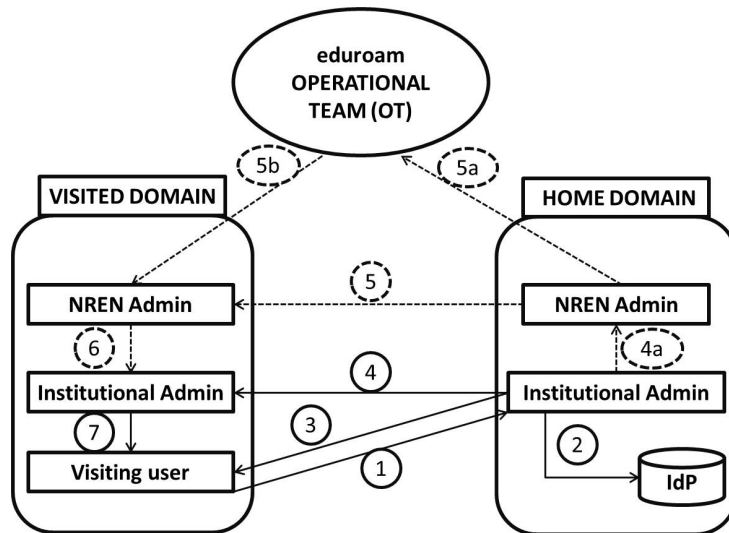 eduroam
OPERATIONAL
TEAM (OT)
5b
5a
VISITED DOMAIN
HOME DOMAIN
NREN Admin
5
NREN Admin
6
4a
Institutional Admin
4
Institutional Admin
7
3
2
Visiting user
1
IdP